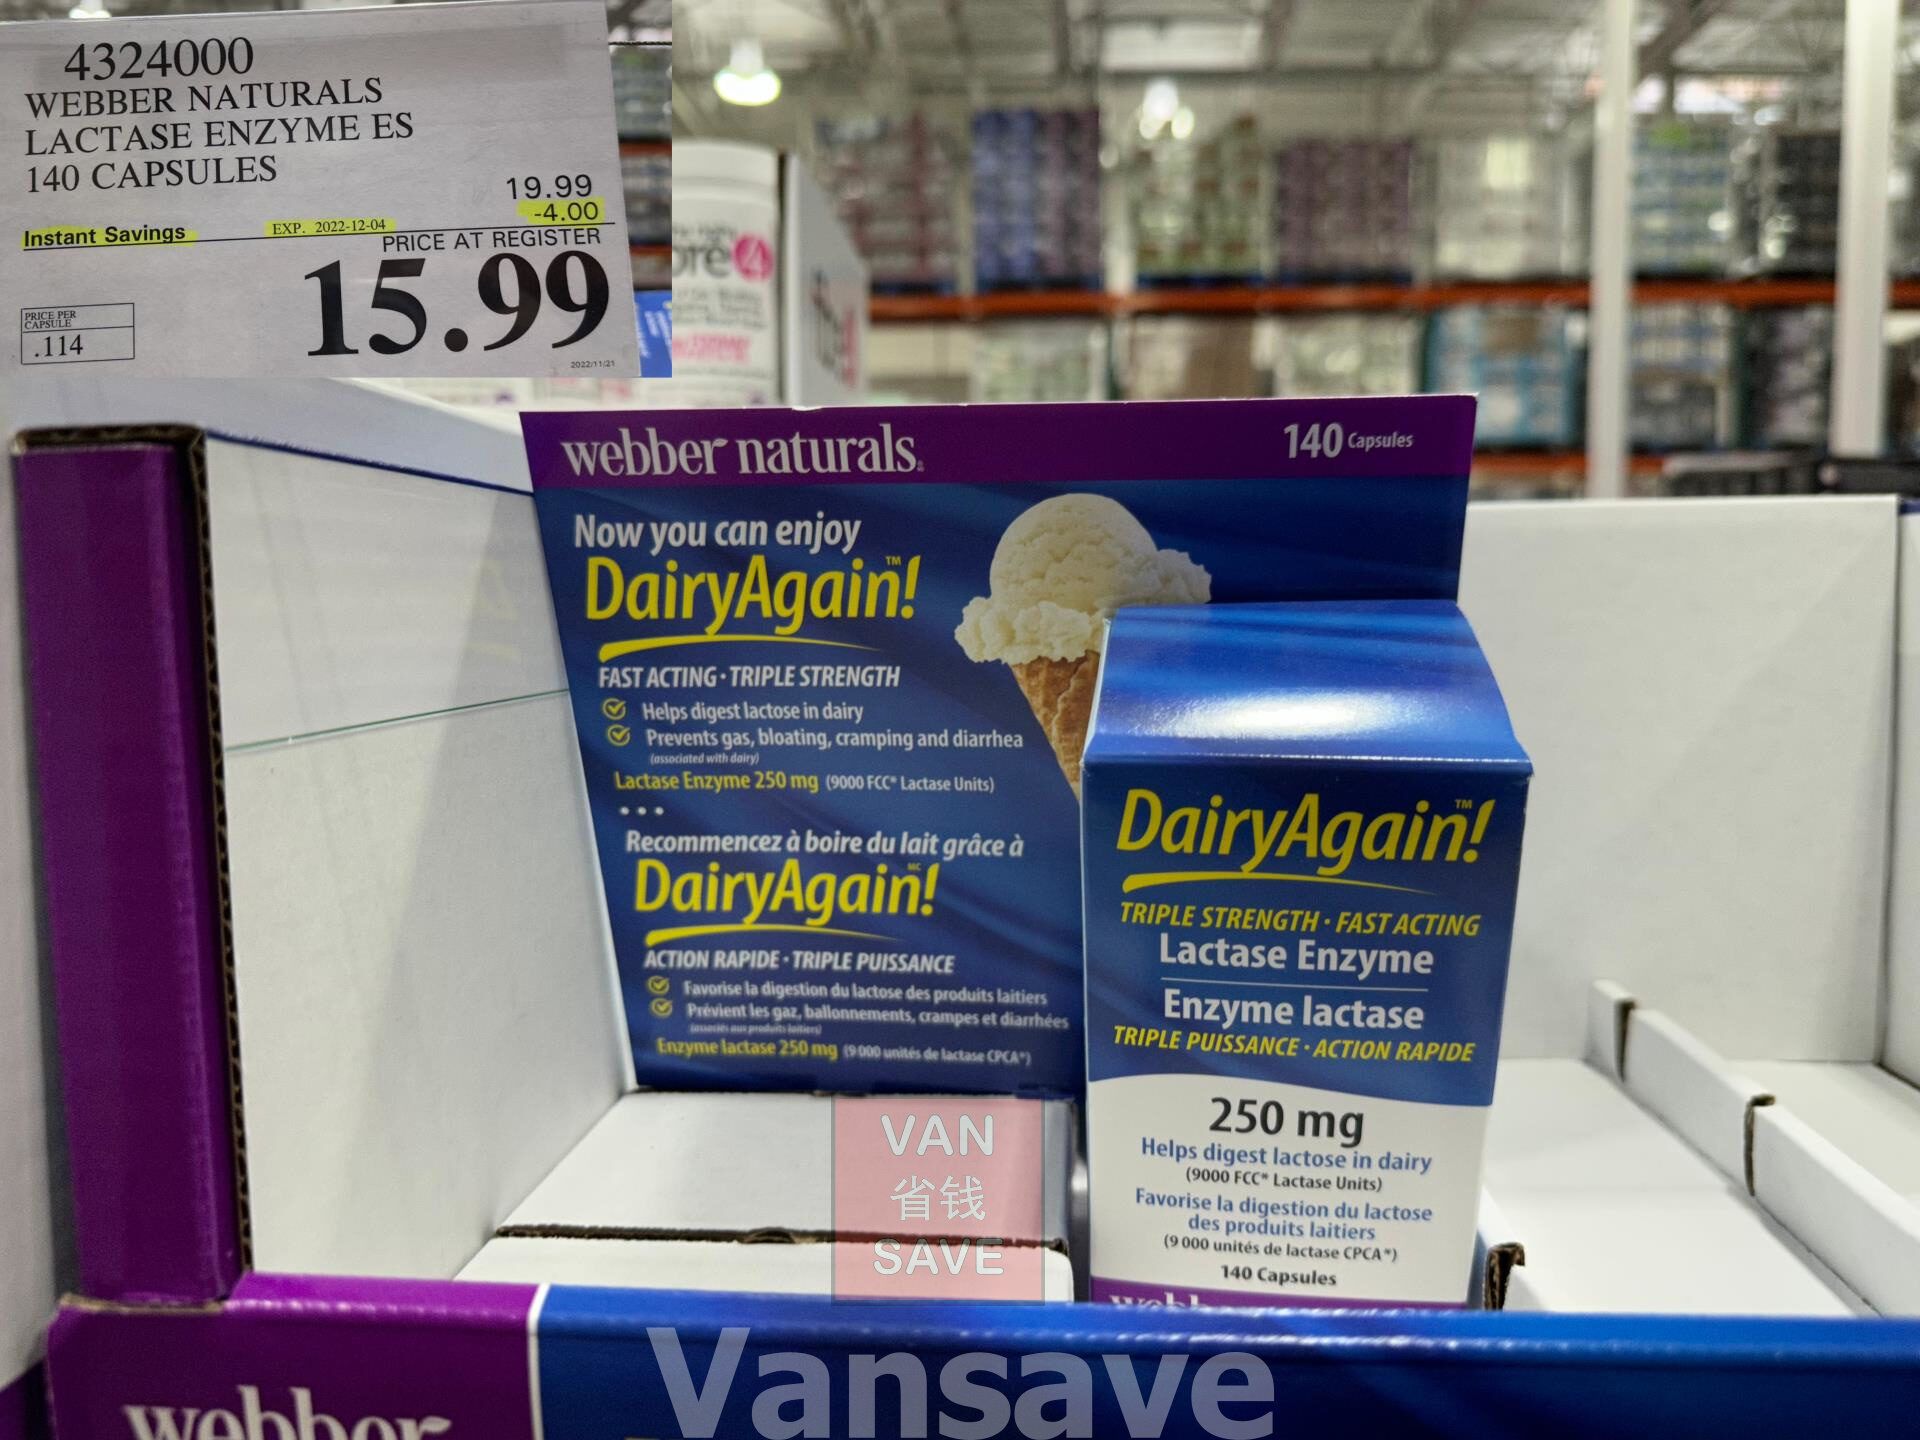 4324000
WEBBER NATURALS
LACTASE ENZYME ES
140 CAPSULES
19.99
-4.00
Instant Savings EXP. 2022-12-04
PRICE AT REGISTER
15.99
PRICE PER
CAPSULE
.114
2022/11/21
webber naturals®
140 Capsules
Now you can enjoy
DairyAgain!™
FAST ACTING · TRIPLE STRENGTH
Helps digest lactose in dairy
Prevents gas, bloating, cramping and diarrhea
(associated with dairy)
Lactase Enzyme 250 mg (9000 FCC* Lactase Units)
• • •
Recommencez à boire du lait grâce à
DairyAgain!MC
ACTION RAPIDE · TRIPLE PUISSANCE
Favorise la digestion du lactose des produits laitiers
Prévient les gaz, ballonnements, crampes et diarrhées
(associés aux produits laitiers)
Enzyme lactase 250 mg (9 000 unités de lactase CPCA*)
DairyAgain!™
TRIPLE STRENGTH · FAST ACTING
Lactase Enzyme
Enzyme lactase
TRIPLE PUISSANCE · ACTION RAPIDE
250 mg
Helps digest lactose in dairy
(9000 FCC* Lactase Units)
Favorise la digestion du lactose
des produits laitiers
(9 000 unités de lactase CPCA*)
140 Capsules
VAN
省钱
SAVE
Vansave
webber